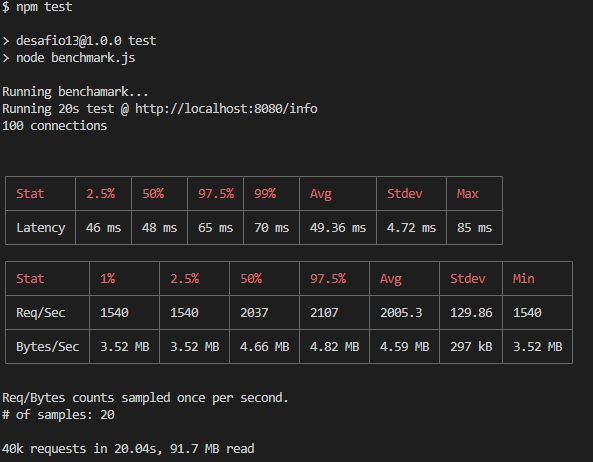 $ npm test
> desafio13@1.0.0 test
> node benchmark.js
Running benchamark...
Running 20s test @ http://localhost:8080/info
100 connections
Stat 2.5% 50% 97.5% 99% Avg Stdev Max
Latency 46 ms 48 ms 65 ms 70 ms 49.36 ms 4.72 ms 85 ms
Stat 1% 2.5% 50% 97.5% Avg Stdev Min
Req/Sec 1540 1540 2037 2107 2005.3 129.86 1540
Bytes/Sec 3.52 MB 3.52 MB 4.66 MB 4.82 MB 4.59 MB 297 kB 3.52 MB
Req/Bytes counts sampled once per second.
# of samples: 20
40k requests in 20.04s, 91.7 MB read